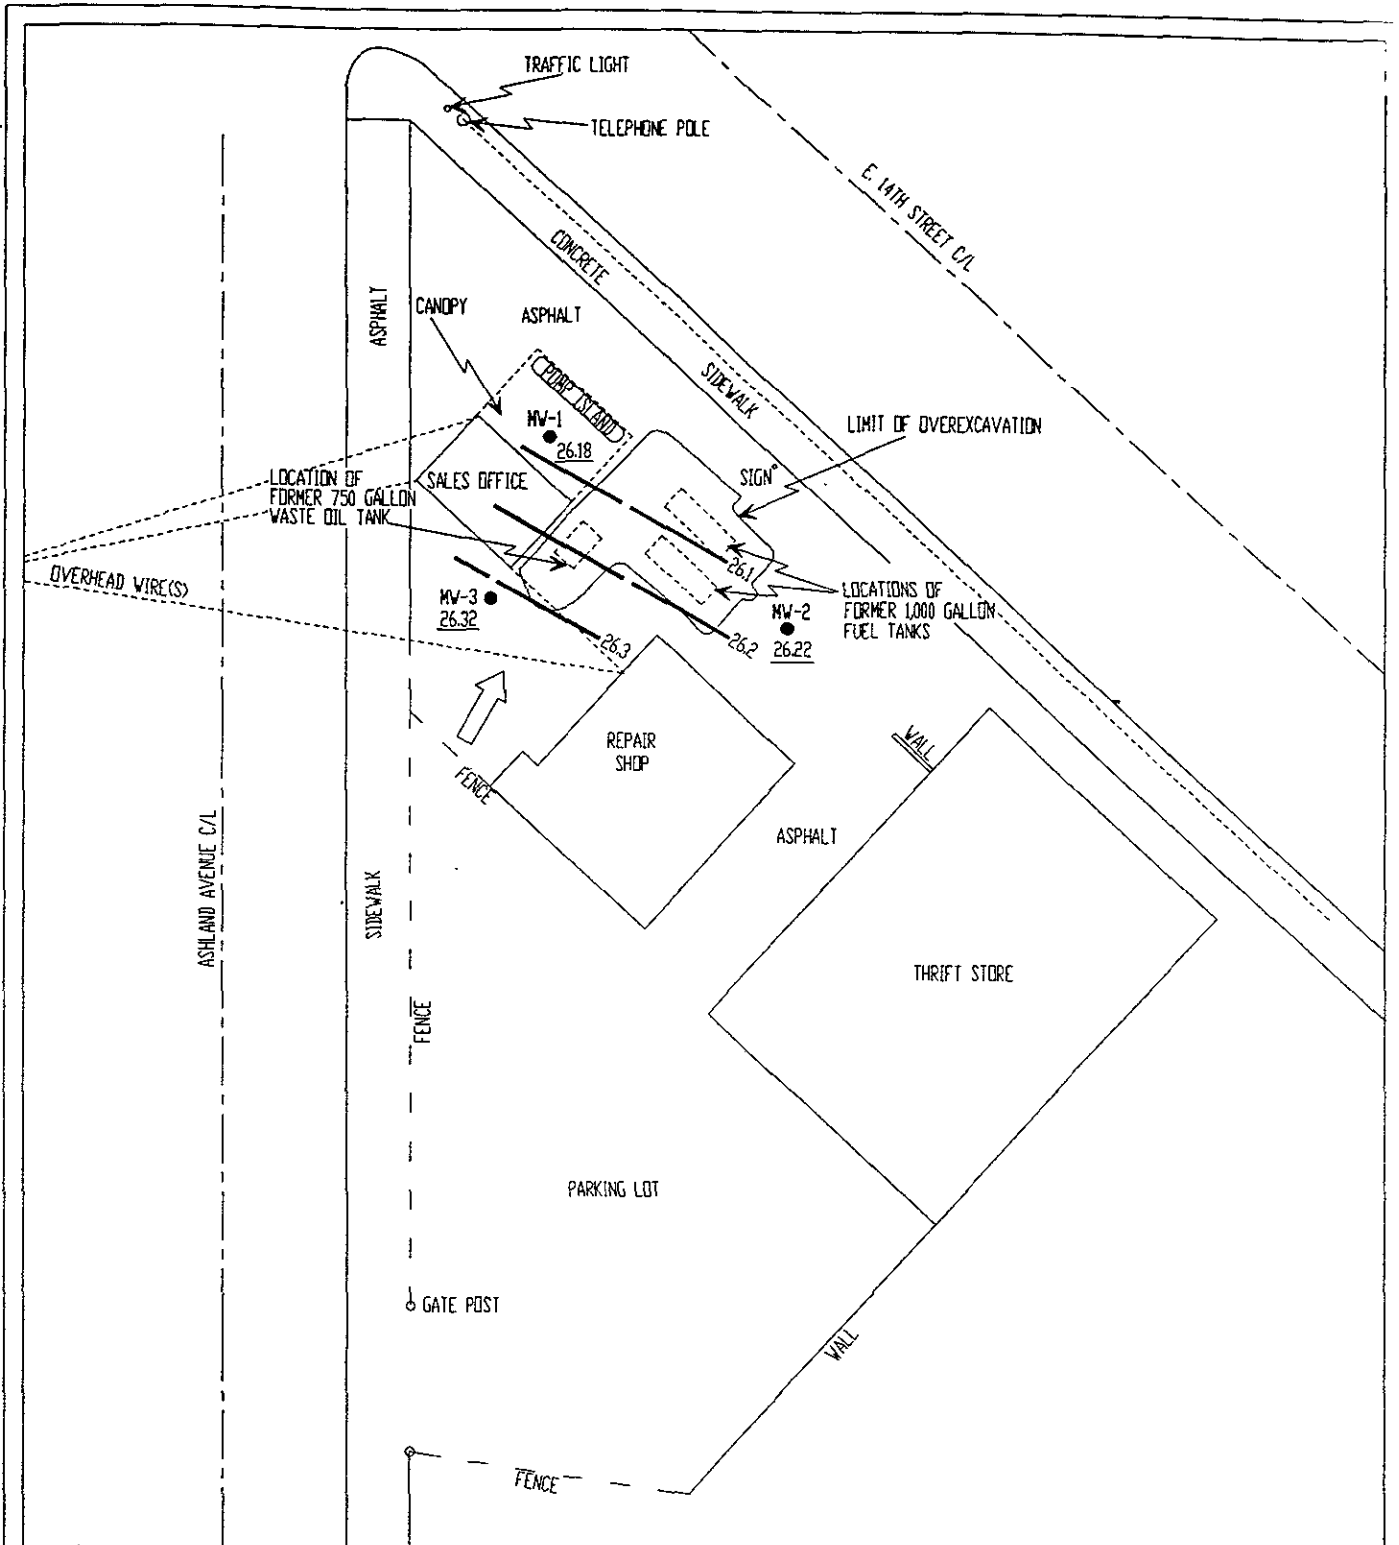 TRAFFIC LIGHT
TELEPHONE POLE
E. 14TH STREET C/L
CONCRETE
ASPHALT
CANOPY
ASPHALT
SIDEWALK
PUMP ISLAND
MW-1
26.18
LIMIT OF OVEREXCAVATION
SIGN
LOCATION OF
FORMER 750 GALLON
WASTE OIL TANK
SALES OFFICE
OVERHEAD WIRE(S)
26.1
LOCATIONS OF
FORMER 1,000 GALLON
FUEL TANKS
MW-3
26.32
MW-2
26.22
26.3
26.2
REPAIR
SHOP
WALL
FENCE
ASPHALT
ASHLAND AVENUE C/L
SIDEWALK
THRIFT STORE
FENCE
PARKING LOT
GATE POST
WALL
FENCE